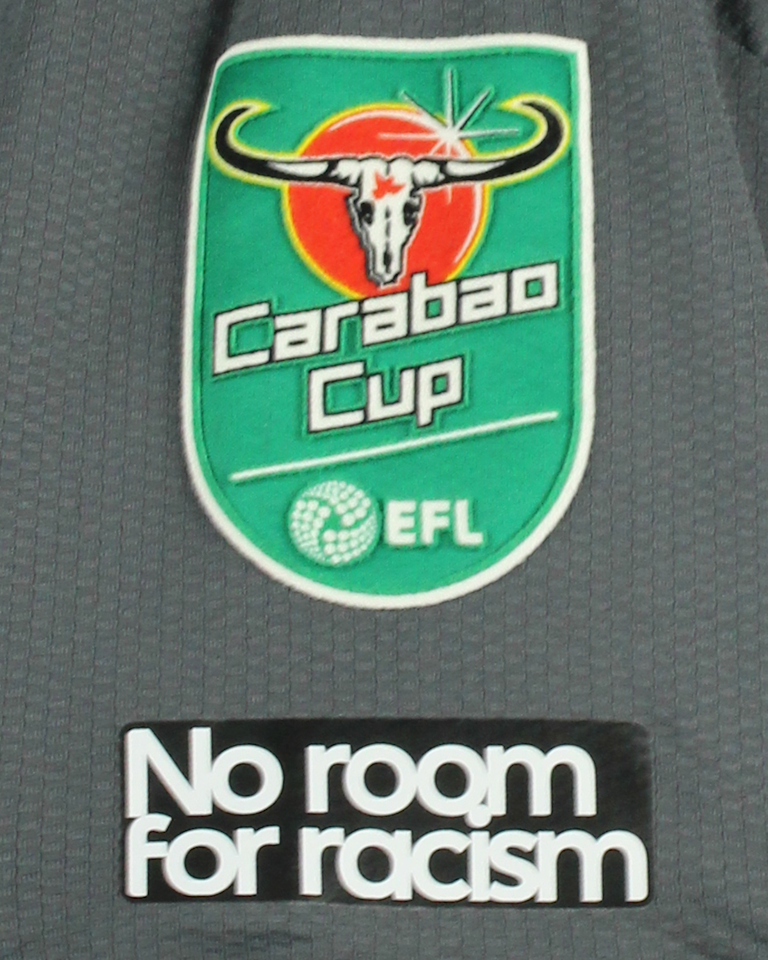 Carabao
Cup
EFL
No room
for racism